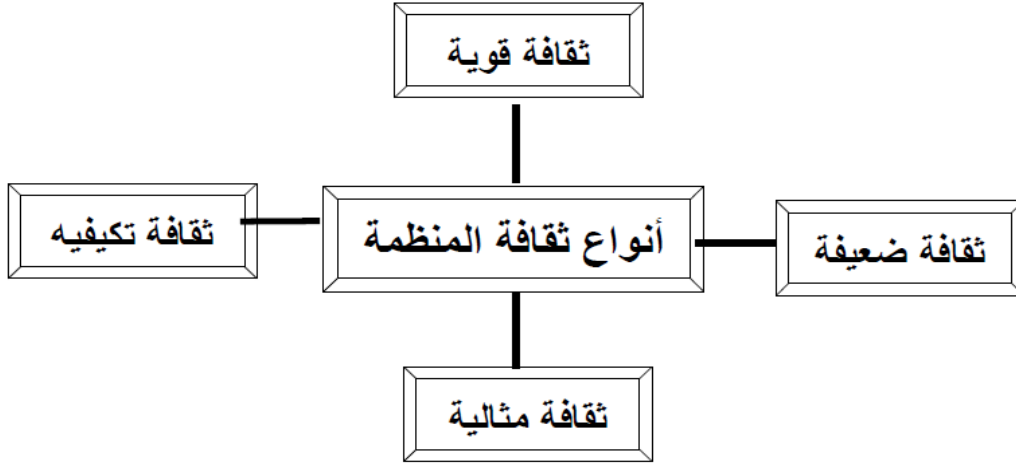 ثقافة قوية
ثقافة ضعيفة
أنواع ثقافة المنظمة
ثقافة تكيفيه
ثقافة مثالية